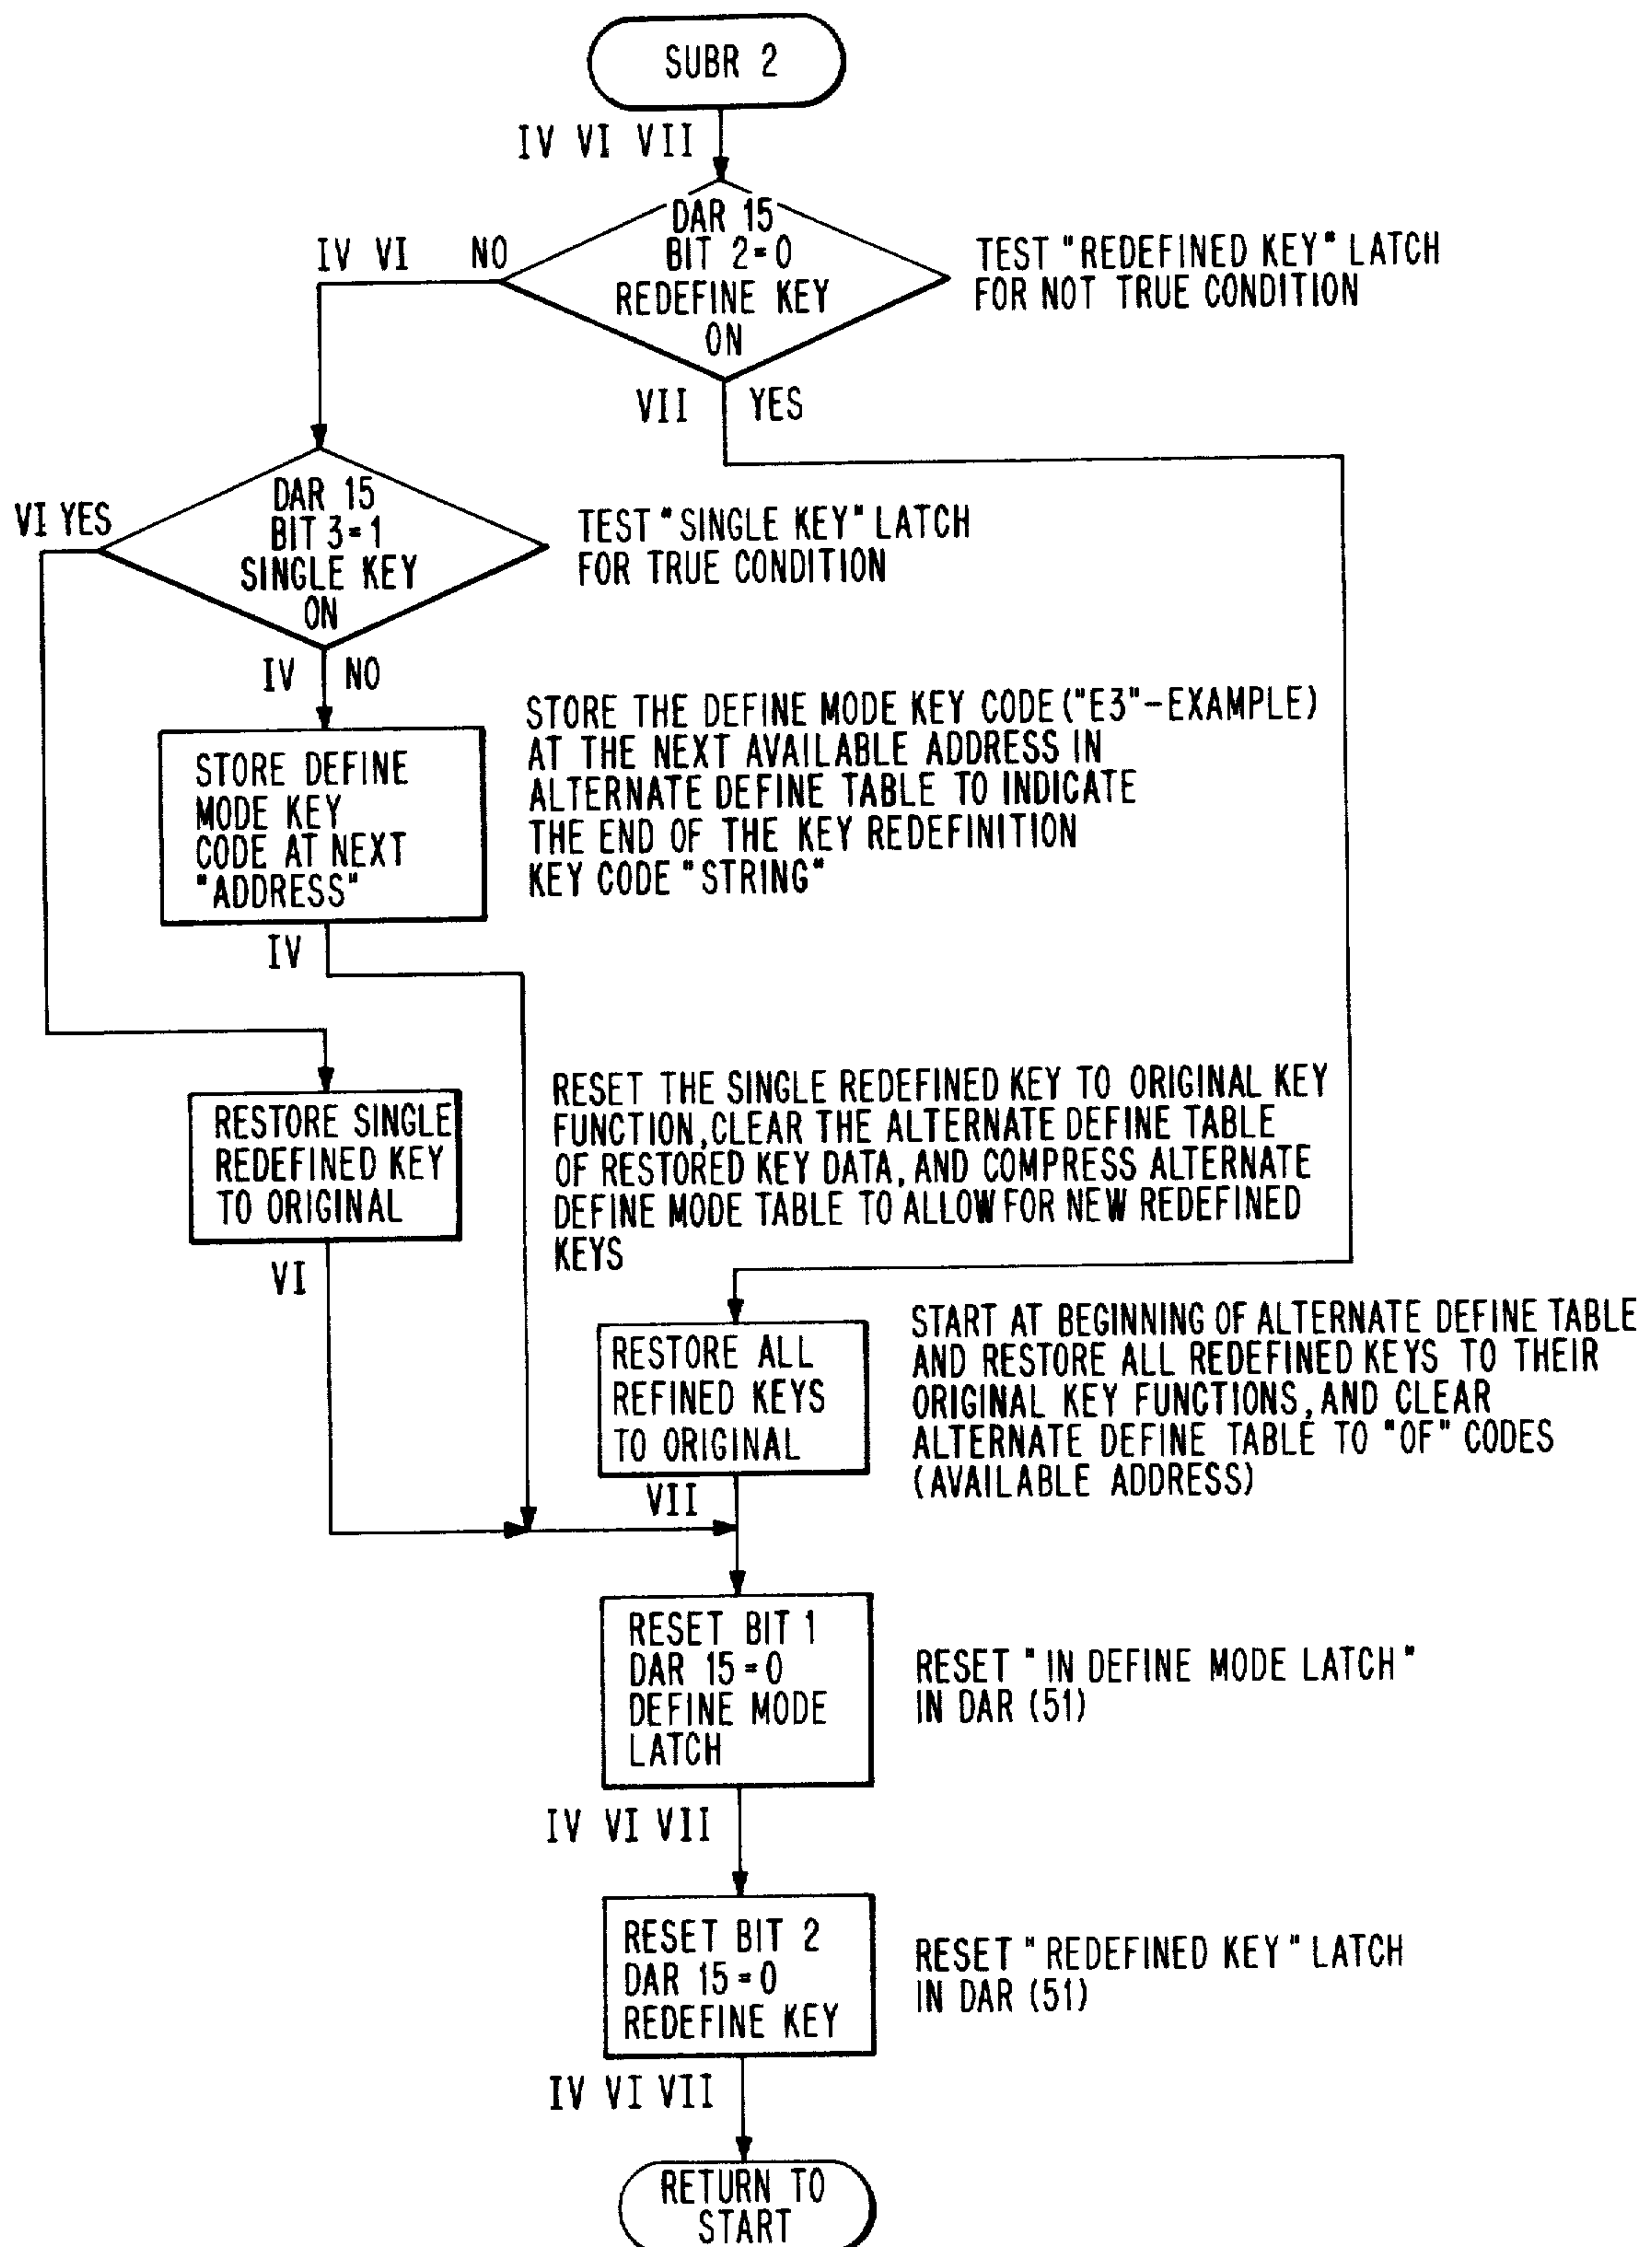 SUBR 2
IV VI VII
DAR 15
BIT 2=0
REDEFINE KEY
ON
IV VI NO
TEST "REDEFINED KEY" LATCH
FOR NOT TRUE CONDITION
VII YES
DAR 15
BIT 3=1
SINGLE KEY
ON
VI YES
TEST "SINGLE KEY" LATCH
FOR TRUE CONDITION
IV NO
STORE DEFINE
MODE KEY
CODE AT NEXT
"ADDRESS"
STORE THE DEFINE MODE KEY CODE ("E3"-EXAMPLE)
AT THE NEXT AVAILABLE ADDRESS IN
ALTERNATE DEFINE TABLE TO INDICATE
THE END OF THE KEY REDEFINITION
KEY CODE "STRING"
IV
RESTORE SINGLE
REDEFINED KEY
TO ORIGINAL
RESET THE SINGLE REDEFINED KEY TO ORIGINAL KEY
FUNCTION, CLEAR THE ALTERNATE DEFINE TABLE
OF RESTORED KEY DATA, AND COMPRESS ALTERNATE
DEFINE MODE TABLE TO ALLOW FOR NEW REDEFINED
KEYS
VI
RESTORE ALL
REFINED KEYS
TO ORIGINAL
START AT BEGINNING OF ALTERNATE DEFINE TABLE
AND RESTORE ALL REDEFINED KEYS TO THEIR
ORIGINAL KEY FUNCTIONS, AND CLEAR
ALTERNATE DEFINE TABLE TO "OF" CODES
(AVAILABLE ADDRESS)
VII
RESET BIT 1
DAR 15=0
DEFINE MODE
LATCH
RESET "IN DEFINE MODE LATCH"
IN DAR (51)
IV VI VII
RESET BIT 2
DAR 15=0
REDEFINE KEY
RESET "REDEFINED KEY" LATCH
IN DAR (51)
IV VI VII
RETURN TO
START